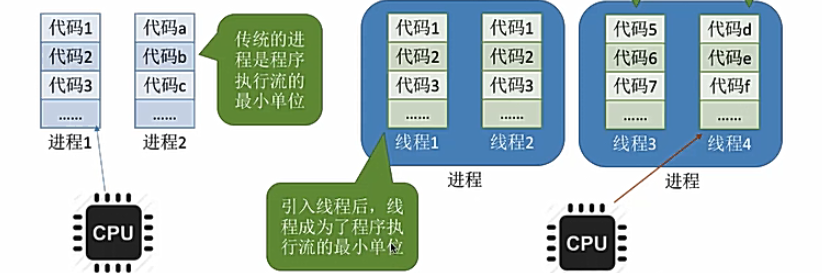 代码1
代码2
代码3
……
进程1
代码a
代码b
代码c
……
进程2
传统的进
程是程序
执行流的
最小单位
CPU
代码1
代码2
代码3
……
线程1
代码1
代码2
代码3
……
线程2
进程
引入线程后，线
程成为了程序执
行流的最小单位
代码5
代码6
代码7
……
线程3
代码d
代码e
代码f
……
线程4
进程
CPU